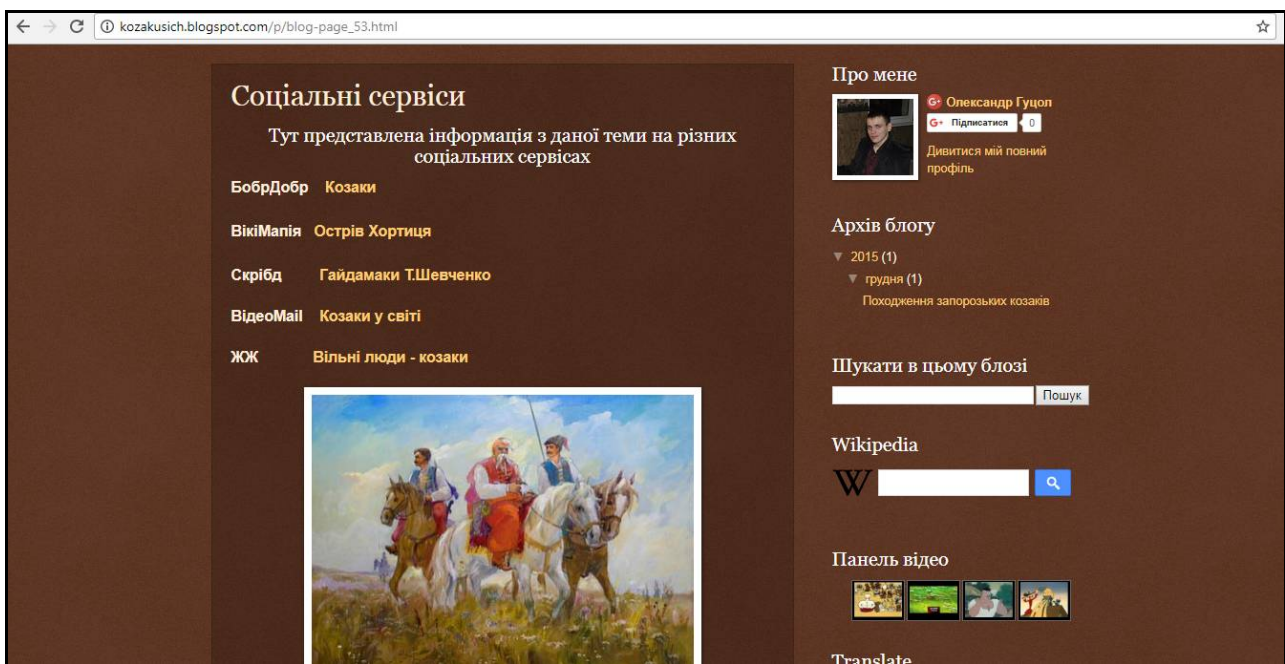 kozakusich.blogspot.com/p/blog-page_53.html
Соціальні сервіси
Тут представлена інформація з даної теми на різних
соціальних сервісах
БобрДобр Козаки
ВікіМапія Острів Хортиця
Скрібд Гайдамаки Т.Шевченко
ВідеоMail Козаки у світі
ЖЖ Вільні люди - козаки
Про мене
G+ Олександр Гуцол
G+ Підписатися 0
Дивитися мій повний
профіль
Архів блогу
▼ 2015 (1)
▼ грудня (1)
Походження запорозьких козаків
Шукати в цьому блозі
Пошук
Wikipedia
W
Панель відео
Translate